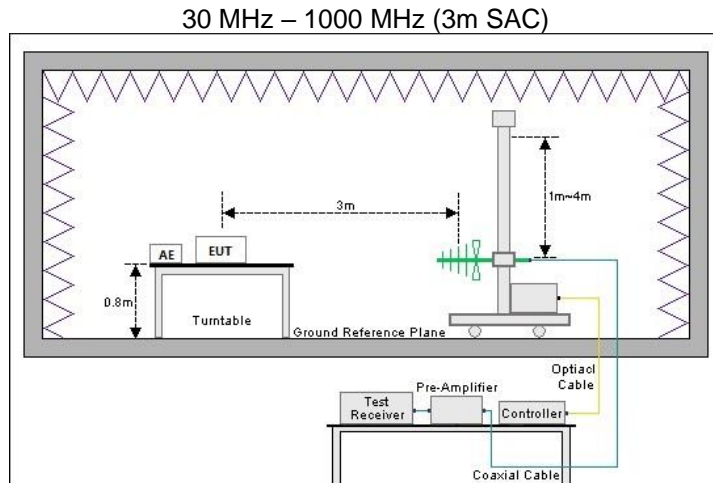 30 MHz – 1000 MHz (3m SAC)
1m~4m
3m
AE
EUT
0.8m
Turntable
Ground Reference Plane
Optiacl
Cable
Pre-Amplifier
Test
Receiver
Controller
Coaxial Cable